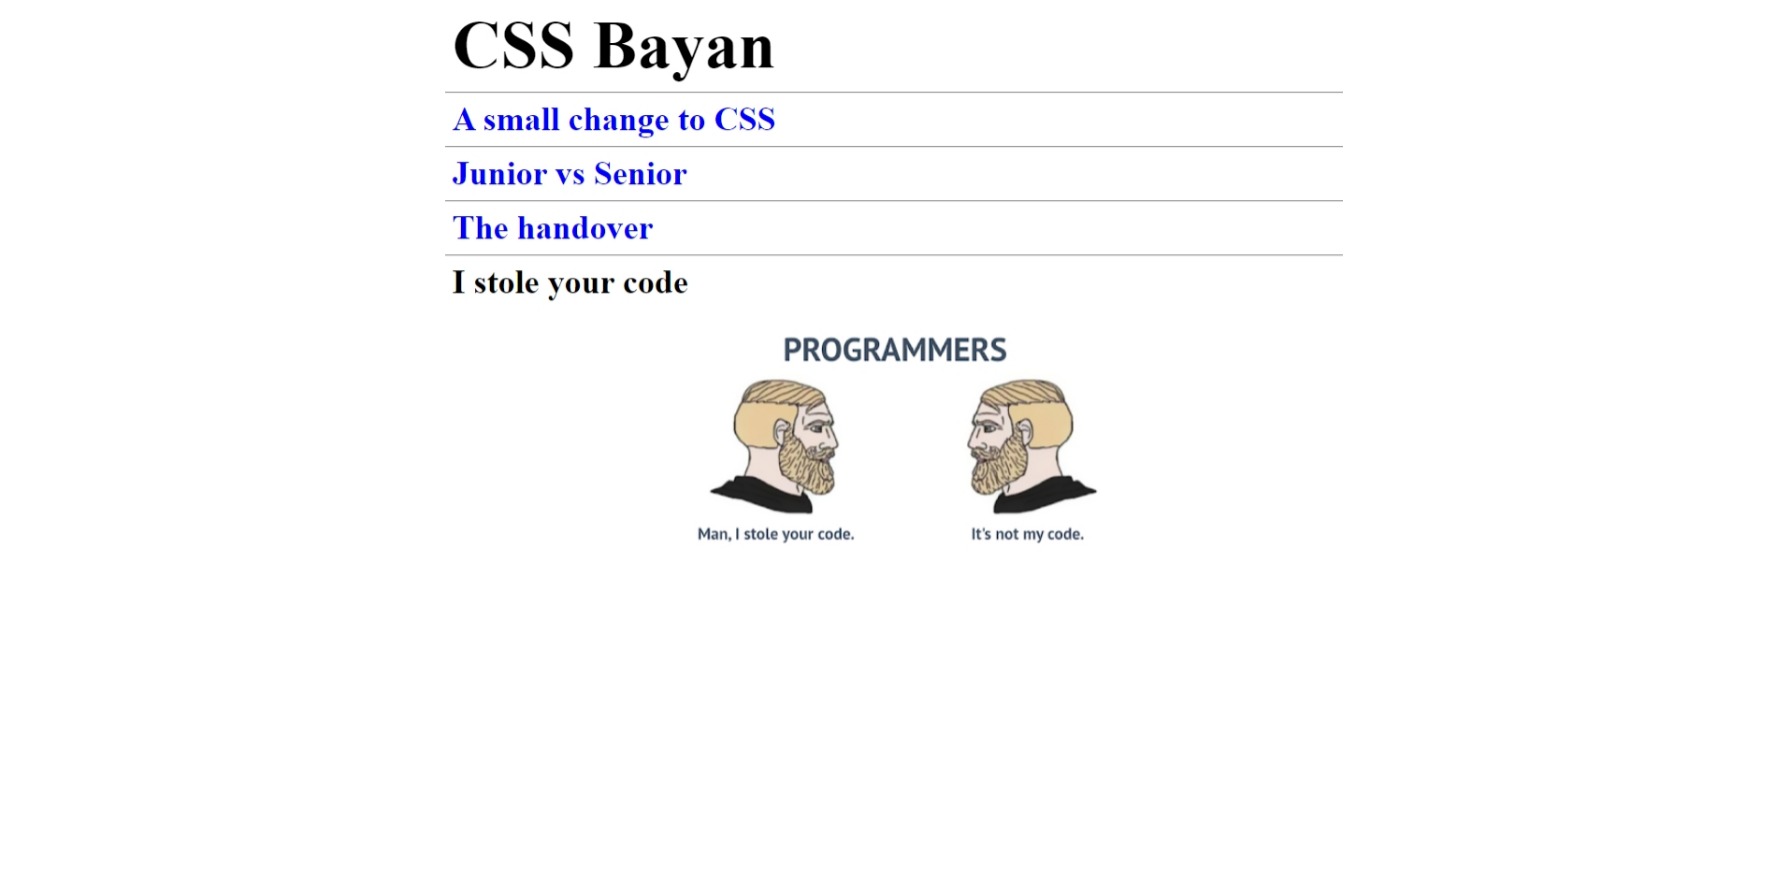 CSS Bayan
A small change to CSS
Junior vs Senior
The handover
I stole your code
PROGRAMMERS
Man, I stole your code.
It's not my code.